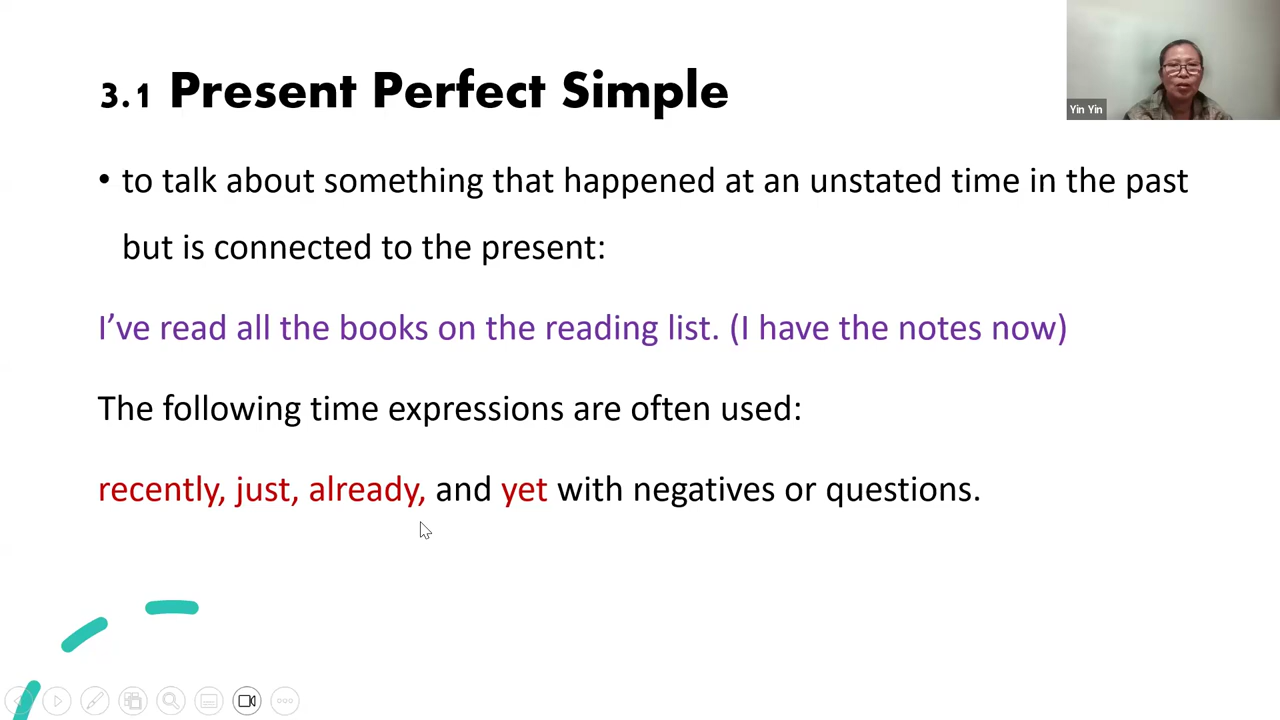 3.1 Present Perfect Simple
Yin Yin
• to talk about something that happened at an unstated time in the past
but is connected to the present:
I’ve read all the books on the reading list. (I have the notes now)
The following time expressions are often used:
recently, just, already, and yet with negatives or questions.